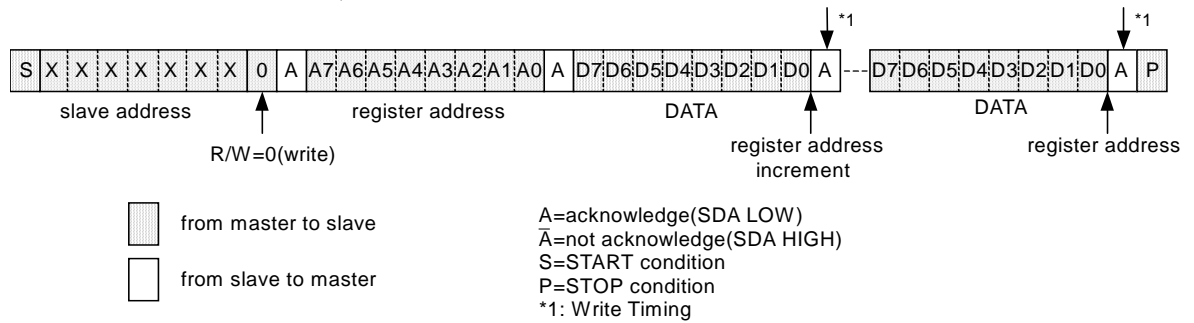 *1 *1
S X X X X X X X 0 A A7 A6 A5 A4 A3 A2 A1 A0 A D7 D6 D5 D4 D3 D2 D1 D0 A D7 D6 D5 D4 D3 D2 D1 D0 A P
slave address register address DATA DATA
R/W=0(write)
register address
increment
register address
from master to slave
from slave to master
A=acknowledge(SDA LOW)
A̅=not acknowledge(SDA HIGH)
S=START condition
P=STOP condition
*1: Write Timing